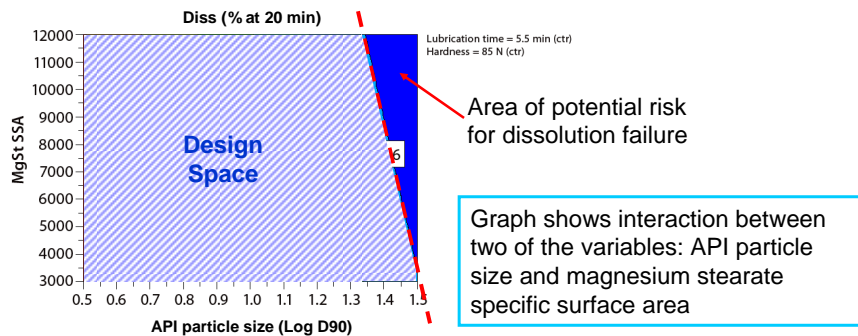 Diss (% at 20 min)
Lubrication time = 5.5 min (ctr)
Hardness = 85 N (ctr)
12000
11000
10000
9000
8000
7000
6000
5000
4000
3000
MgSt SSA
Design
Space
6
Area of potential risk
for dissolution failure
Graph shows interaction between
two of the variables: API particle
size and magnesium stearate
specific surface area
0.5 0.6 0.7 0.8 0.9 1.0 1.1 1.2 1.3 1.4 1.5
API particle size (Log D90)